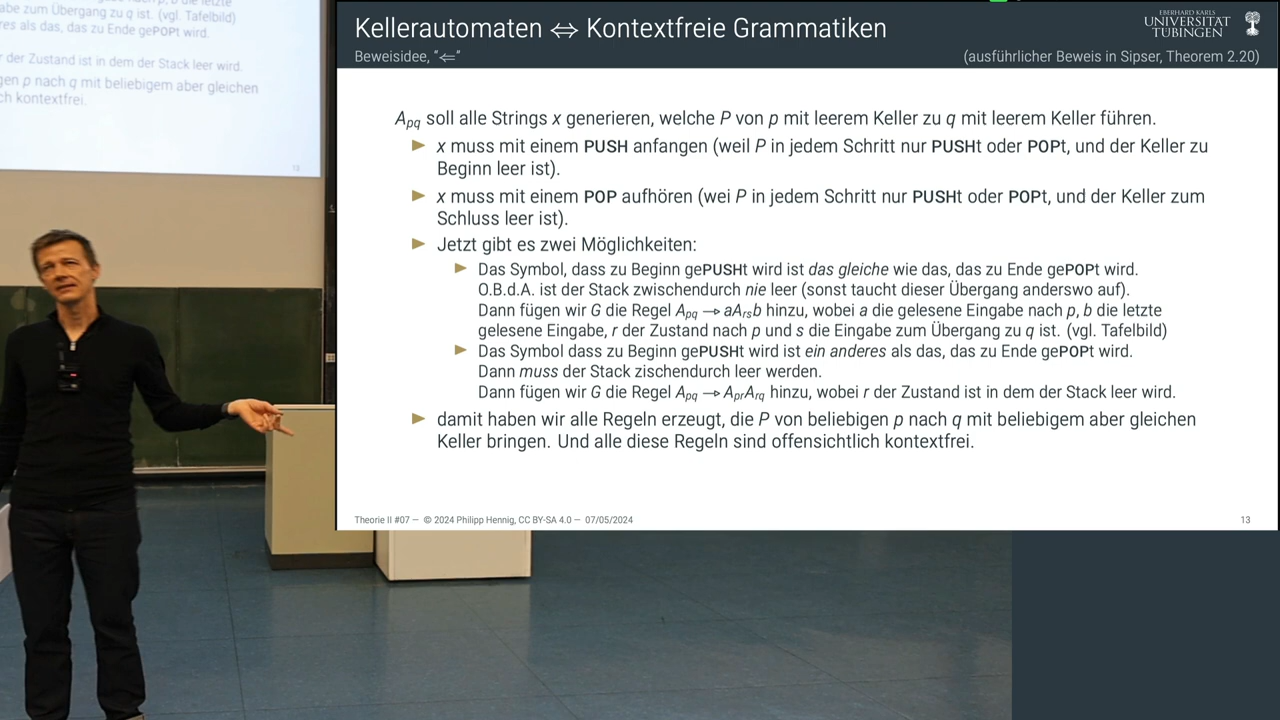 abe zum Übergang zu q ist. (vgl. Tafelbild)
res als das, das zu Ende gePOPt wird.
r der Zustand ist in dem der Stack leer wird.
gen p nach q mit beliebigem aber gleichen
ch kontextfrei.
13
Kellerautomaten ⇔ Kontextfreie Grammatiken
Beweisidee, "⇐"
(ausführlicher Beweis in Sipser, Theorem 2.20)
EBERHARD KARLS
UNIVERSITÄT
TÜBINGEN
Apq soll alle Strings x generieren, welche P von p mit leerem Keller zu q mit leerem Keller führen.
▶ x muss mit einem PUSH anfangen (weil P in jedem Schritt nur PUSHt oder POPt, und der Keller zu
Beginn leer ist).
▶ x muss mit einem POP aufhören (wei P in jedem Schritt nur PUSHt oder POPt, und der Keller zum
Schluss leer ist).
▶ Jetzt gibt es zwei Möglichkeiten:
▶ Das Symbol, dass zu Beginn gePUSHt wird ist das gleiche wie das, das zu Ende gePOPt wird.
O.B.d.A. ist der Stack zwischendurch nie leer (sonst taucht dieser Übergang anderswo auf).
Dann fügen wir G die Regel Apq → aArsb hinzu, wobei a die gelesene Eingabe nach p, b die letzte
gelesene Eingabe, r der Zustand nach p und s die Eingabe zum Übergang zu q ist. (vgl. Tafelbild)
▶ Das Symbol dass zu Beginn gePUSHt wird ist ein anderes als das, das zu Ende gePOPt wird.
Dann muss der Stack zischendurch leer werden.
Dann fügen wir G die Regel Apq → AprArq hinzu, wobei r der Zustand ist in dem der Stack leer wird.
▶ damit haben wir alle Regeln erzeugt, die P von beliebigen p nach q mit beliebigem aber gleichen
Keller bringen. Und alle diese Regeln sind offensichtlich kontextfrei.
Theorie II #07 — © 2024 Philipp Hennig, CC BY-SA 4.0 — 07/05/2024
13